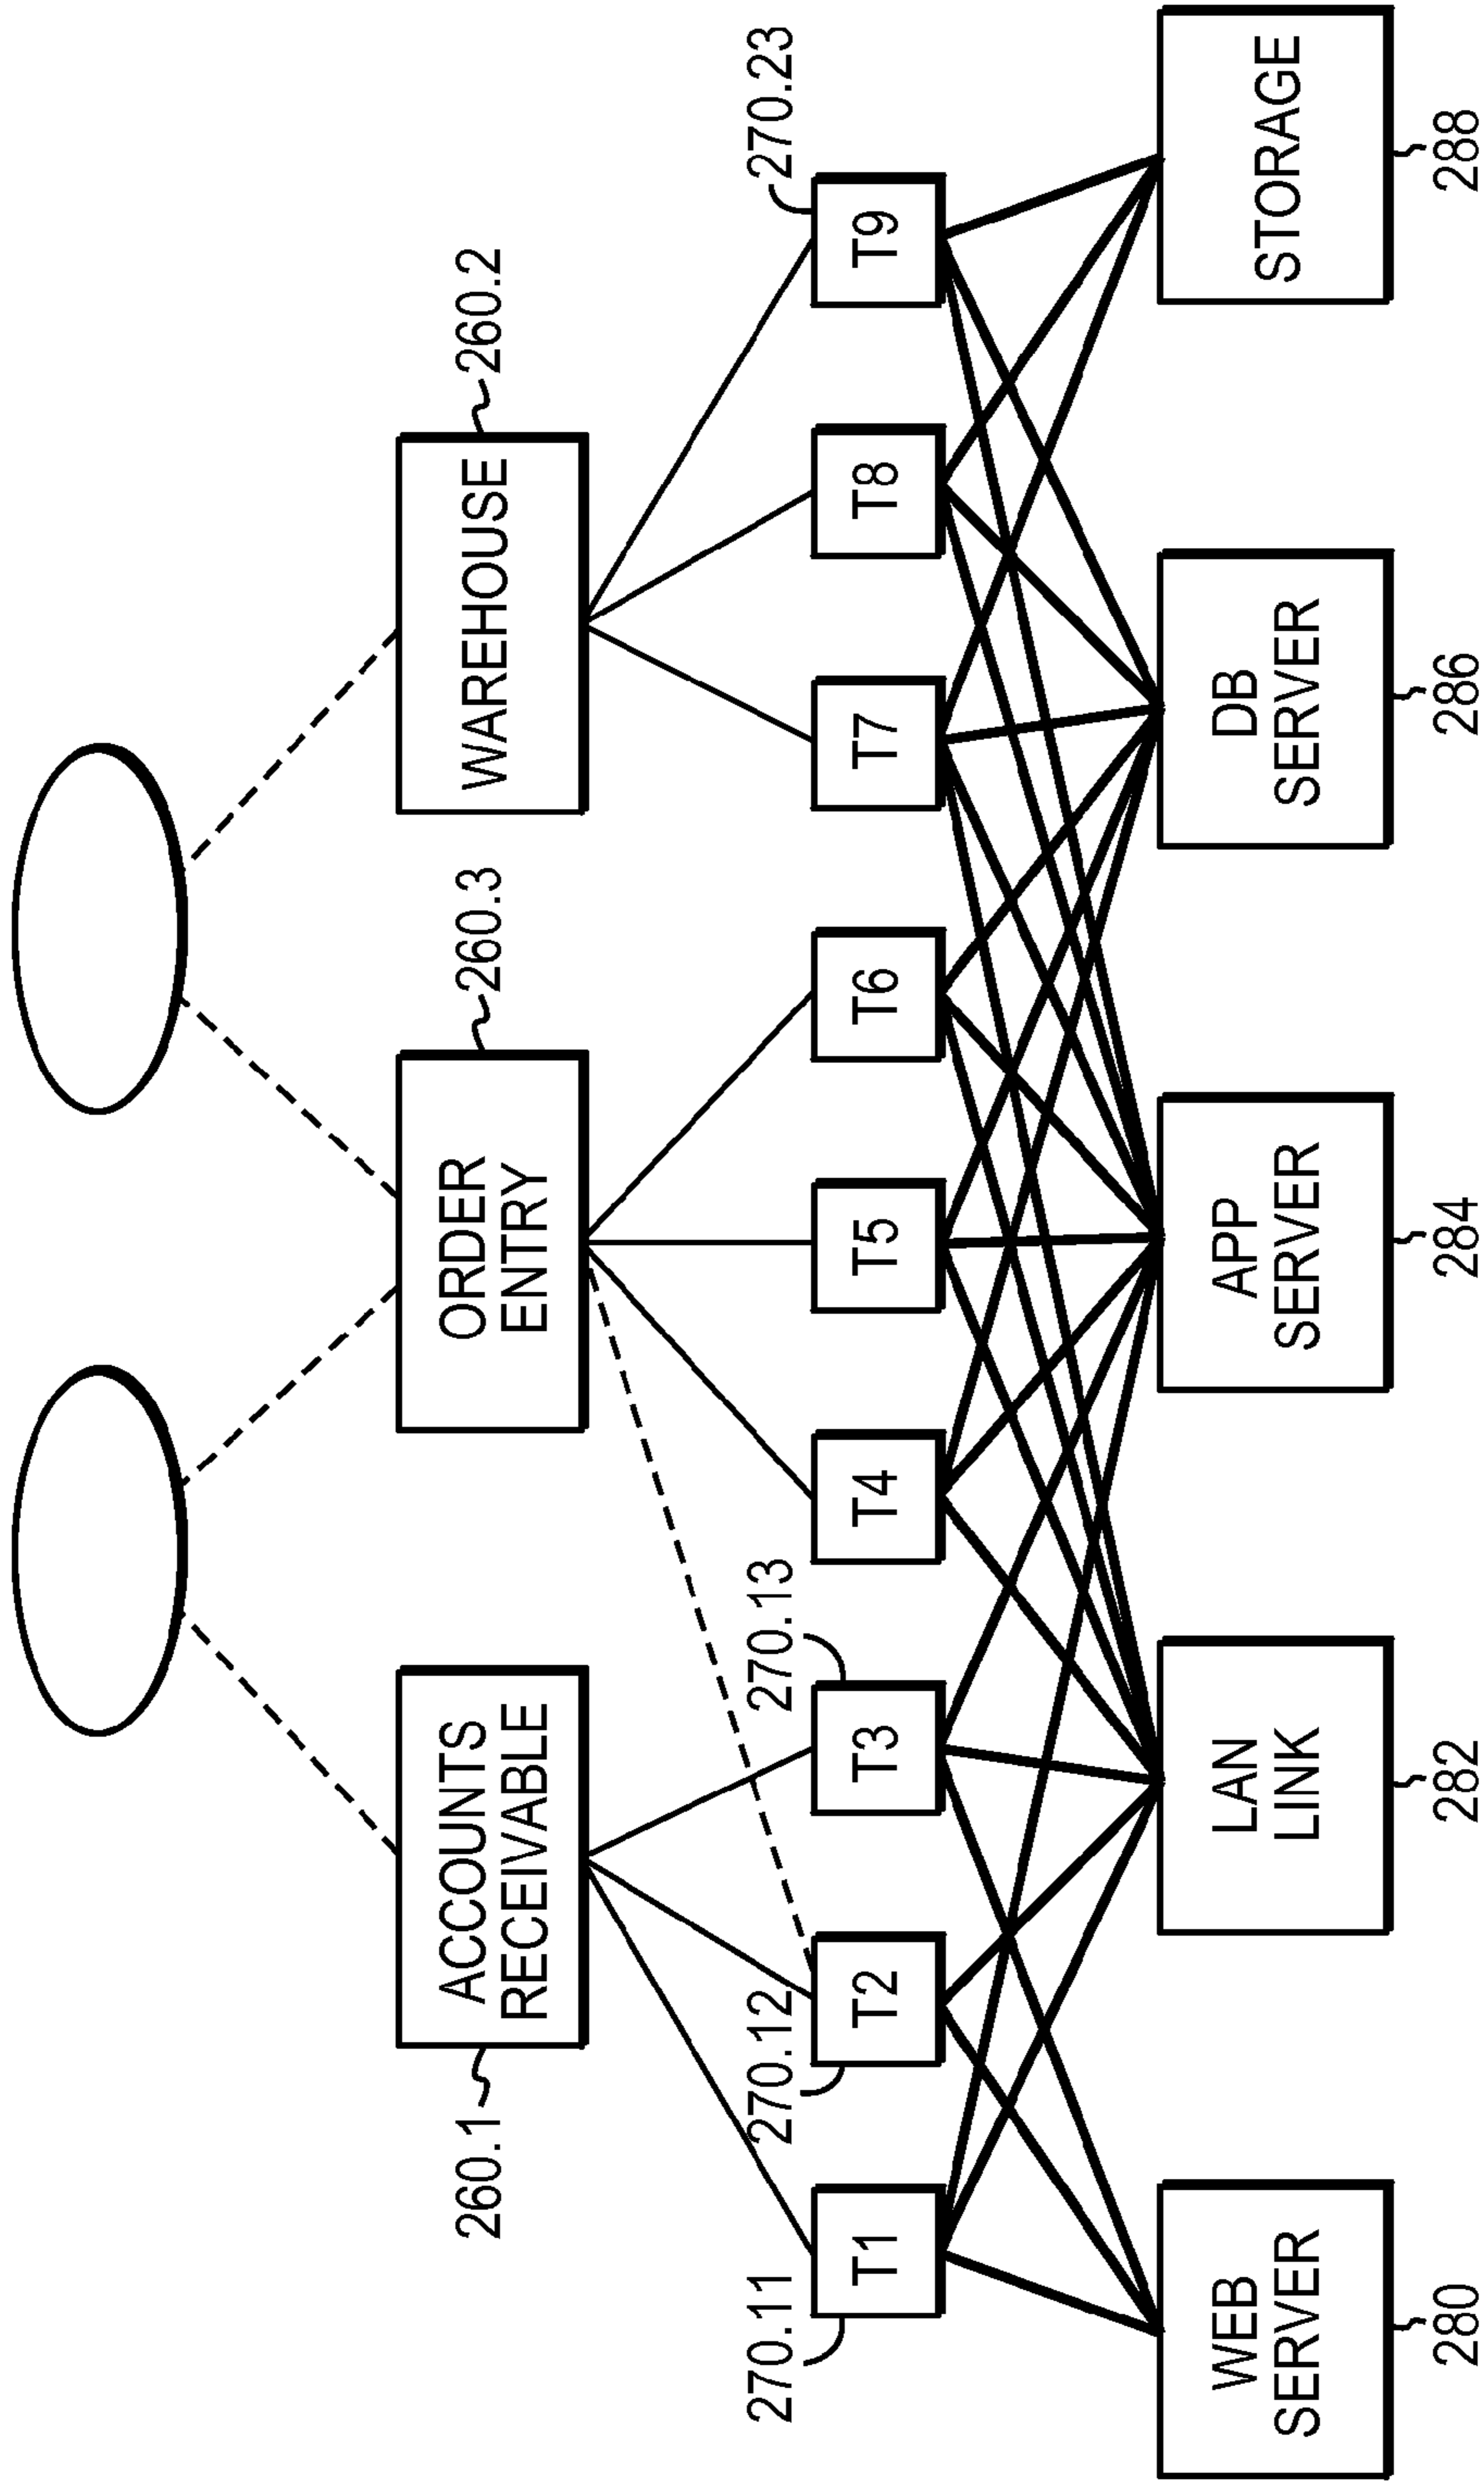 260.1
ACCOUNTS
RECEIVABLE
ORDER
ENTRY
260.3
WAREHOUSE
260.2
270.11
270.12
270.13
270.23
T1
T2
T3
T4
T5
T6
T7
T8
T9
WEB
SERVER
LAN
LINK
APP
SERVER
DB
SERVER
STORAGE
280
282
284
286
288